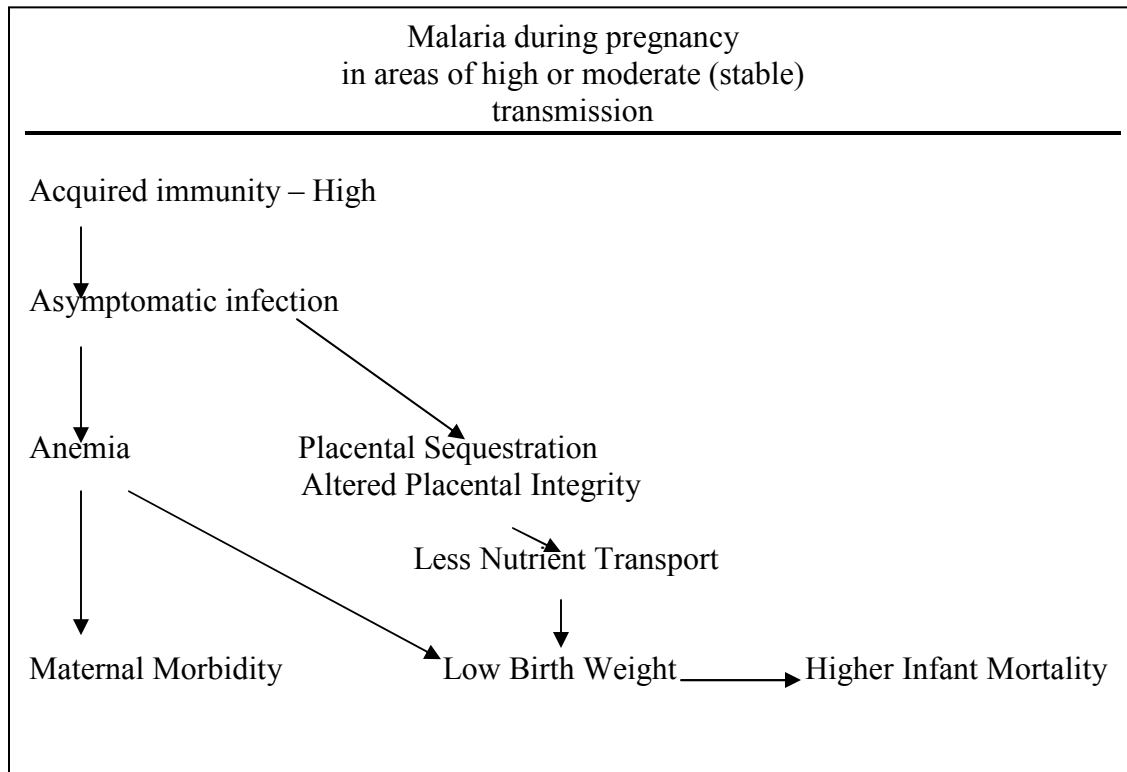 Malaria during pregnancy
in areas of high or moderate (stable)
transmission
Acquired immunity – High
Asymptomatic infection
Anemia
Placental Sequestration
Altered Placental Integrity
Less Nutrient Transport
Maternal Morbidity
Low Birth Weight
Higher Infant Mortality